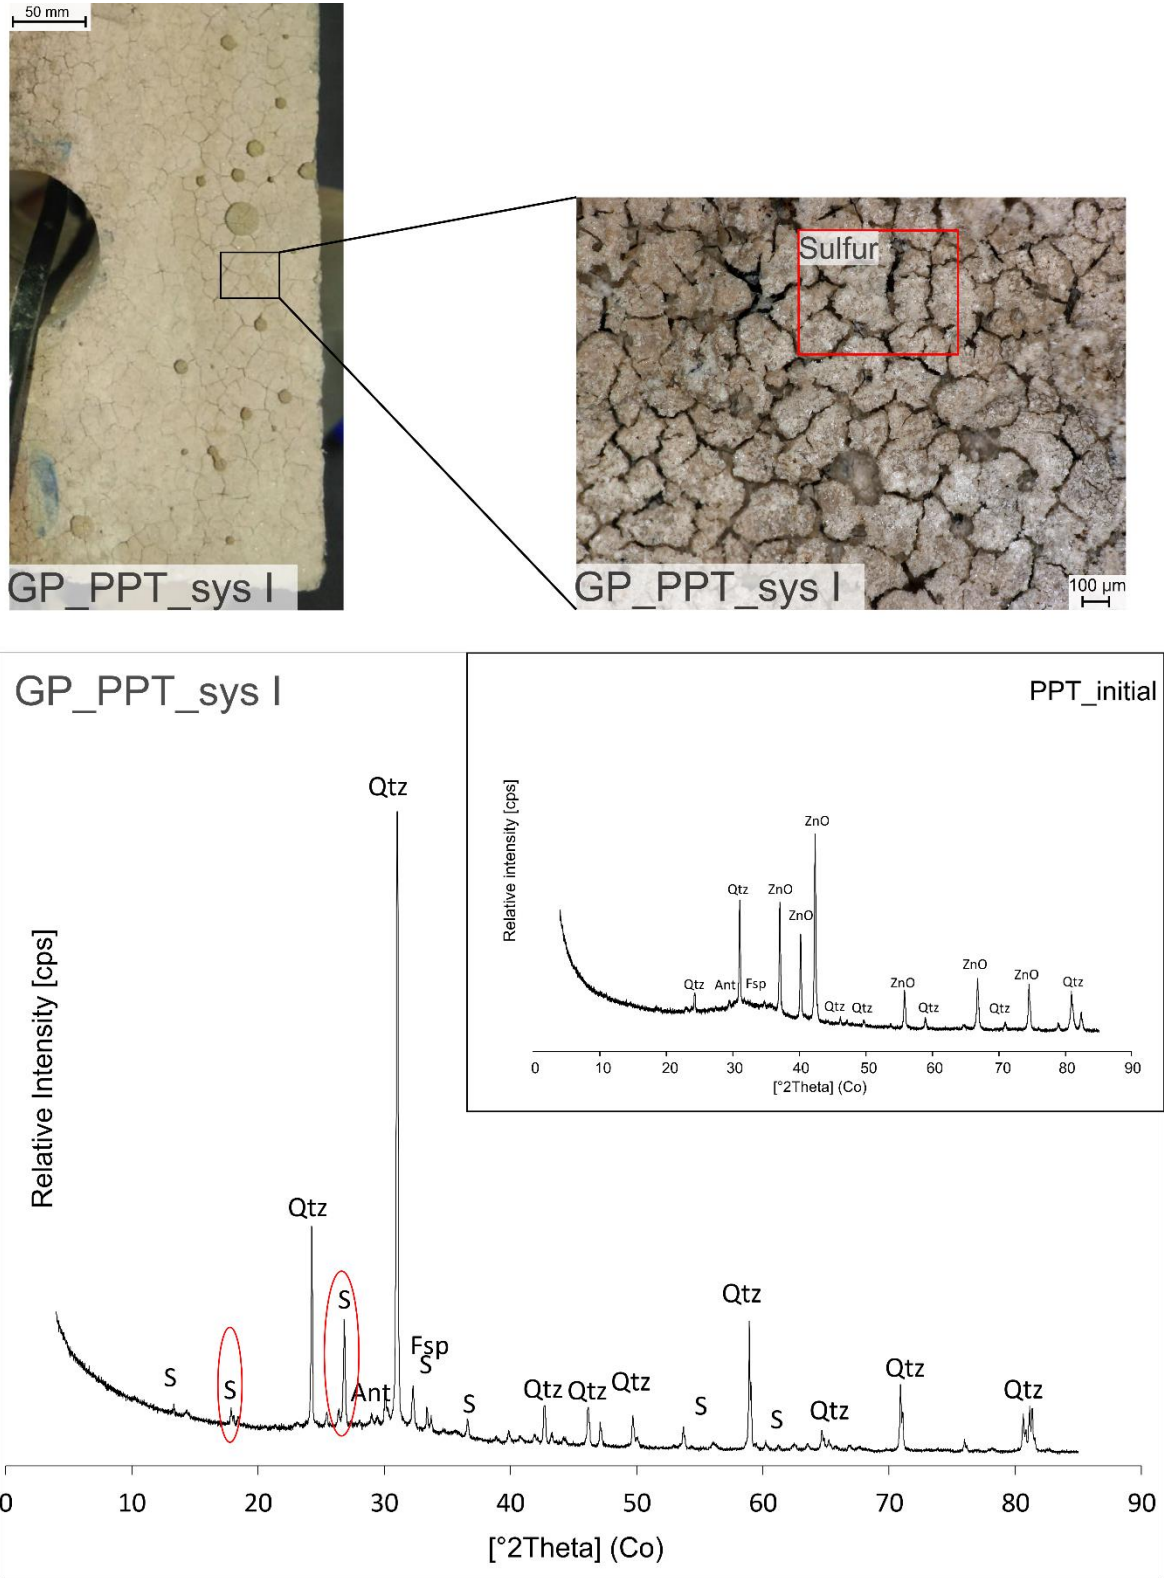 50 mm
GP_PPT_sys I
Sulfur
GP_PPT_sys I
100 µm
GP_PPT_sys I
PPT_initial
Relative intensity [cps]
ZnO
Qtz
ZnO
ZnO
Qtz
Ant
Fsp
Qtz
Qtz
ZnO
Qtz
ZnO
Qtz
ZnO
Qtz
0 10 20 30 40 50 60 70 80 90
[°2Theta] (Co)
Relative Intensity [cps]
Qtz
Qtz
S
S
S
Ant
Fsp
S
S
Qtz
Qtz
Qtz
S
Qtz
S
Qtz
Qtz
Qtz
0 10 20 30 40 50 60 70 80 90
[°2Theta] (Co)